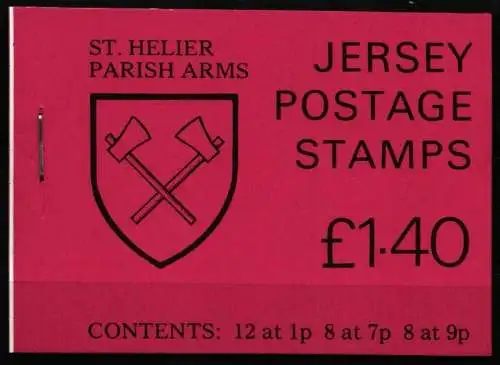 ST. HELIER
PARISH ARMS
JERSEY
POSTAGE
STAMPS
£1·40
CONTENTS: 12 at 1p 8 at 7p 8 at 9p